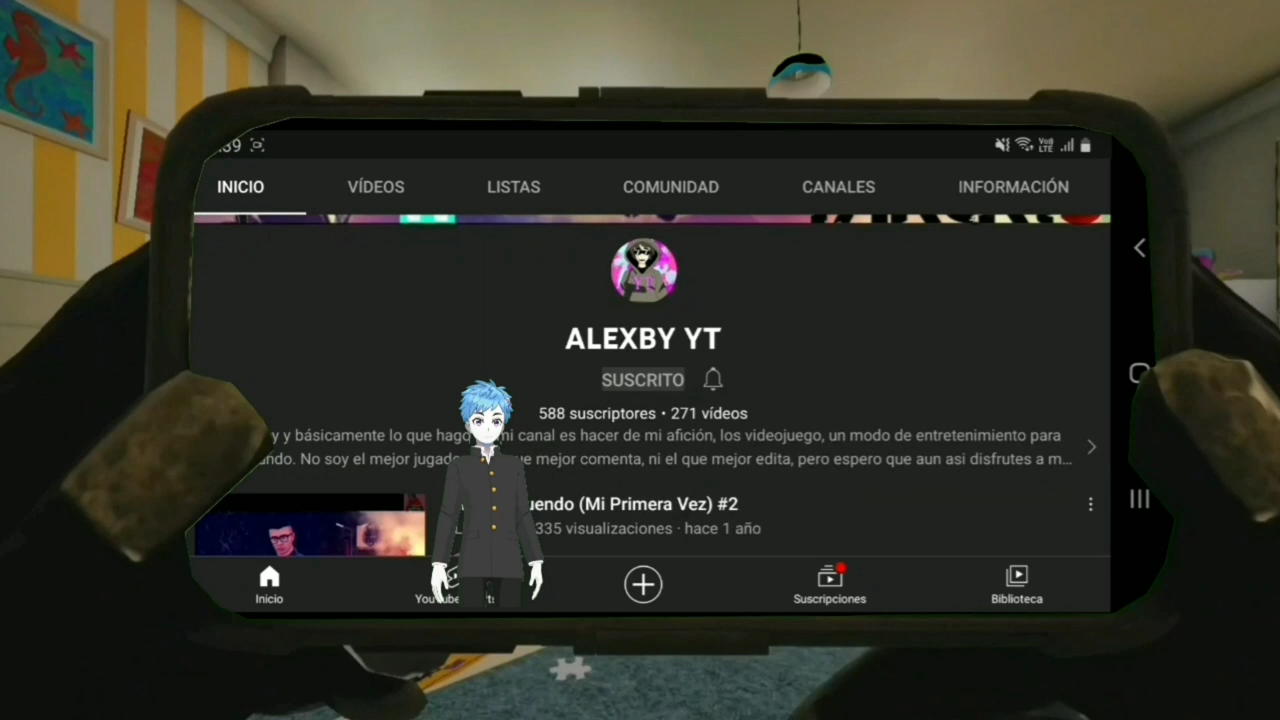 INICIO VÍDEOS LISTAS COMUNIDAD CANALES INFORMACIÓN
ALEXBY YT
SUSCRITO
588 suscriptores • 271 vídeos
y básicamente lo que hago mi canal es hacer de mi afición, los videojuego, un modo de entretenimiento para
No soy el mejor que mejor comenta, ni el que mejor edita, pero espero que aun asi disfrutes a m...
(Mi Primera Vez) #2
335 visualizaciones · hace 1 año
Inicio Suscripciones Biblioteca